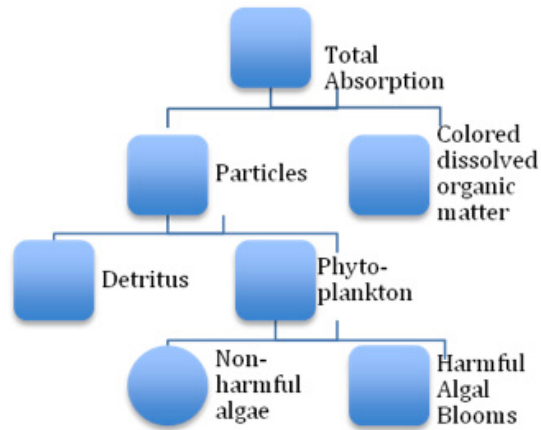 Total
Absorption
Particles
Colored
dissolved
organic
matter
Detritus
Phyto-
plankton
Non-
harmful
algae
Harmful
Algal
Blooms